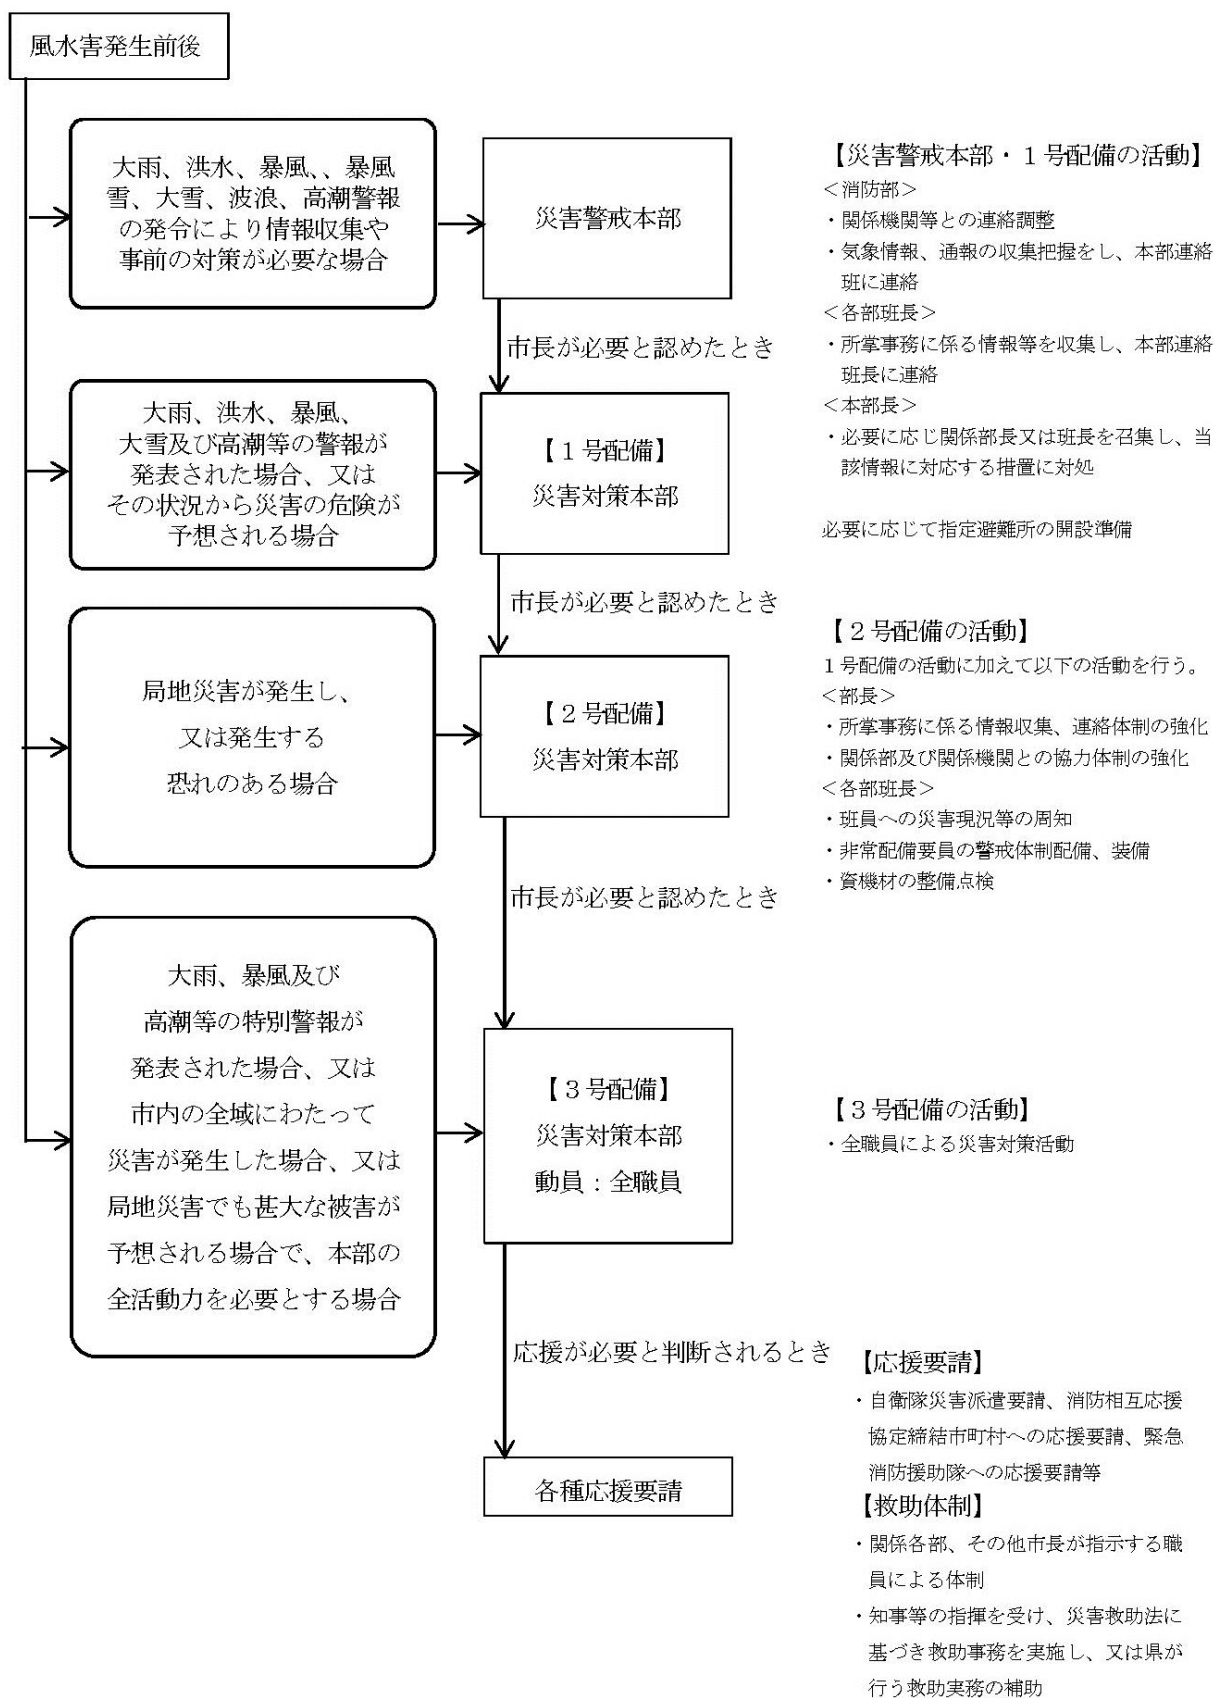 風水害発生前後
大雨、洪水、暴風、、暴風
雪、大雪、波浪、高潮警報
の発令により情報収集や
事前の対策が必要な場合
災害警戒本部
【災害警戒本部・１号配備の活動】
＜消防部＞
・関係機関等との連絡調整
・気象情報、通報の収集把握をし、本部連絡
班に連絡
＜各部班長＞
・所掌事務に係る情報等を収集し、本部連絡
班長に連絡
＜本部長＞
・必要に応じ関係部長又は班長を召集し、当
該情報に対応する措置に対処
必要に応じて指定避難所の開設準備
市長が必要と認めたとき
大雨、洪水、暴風、
大雪及び高潮等の警報が
発表された場合、又は
その状況から災害の危険が
予想される場合
【１号配備】
災害対策本部
市長が必要と認めたとき
局地災害が発生し、
又は発生する
恐れのある場合
【２号配備】
災害対策本部
【２号配備の活動】
１号配備の活動に加えて以下の活動を行う。
＜部長＞
・所掌事務に係る情報収集、連絡体制の強化
・関係部及び関係機関との協力体制の強化
＜各部班長＞
・班員への災害現況等の周知
・非常配備要員の警戒体制配備、装備
・資機材の整備点検
市長が必要と認めたとき
大雨、暴風及び
高潮等の特別警報が
発表された場合、又は
市内の全域にわたって
災害が発生した場合、又は
局地災害でも甚大な被害が
予想される場合で、本部の
全活動力を必要とする場合
【３号配備】
災害対策本部
動員：全職員
【３号配備の活動】
・全職員による災害対策活動
応援が必要と判断されるとき
各種応援要請
【応援要請】
・自衛隊災害派遣要請、消防相互応援
協定締結市町村への応援要請、緊急
消防援助隊への応援要請等
【救助体制】
・関係各部、その他市長が指示する職
員による体制
・知事等の指揮を受け、災害救助法に
基づき救助事務を実施し、又は県が
行う救助実務の補助